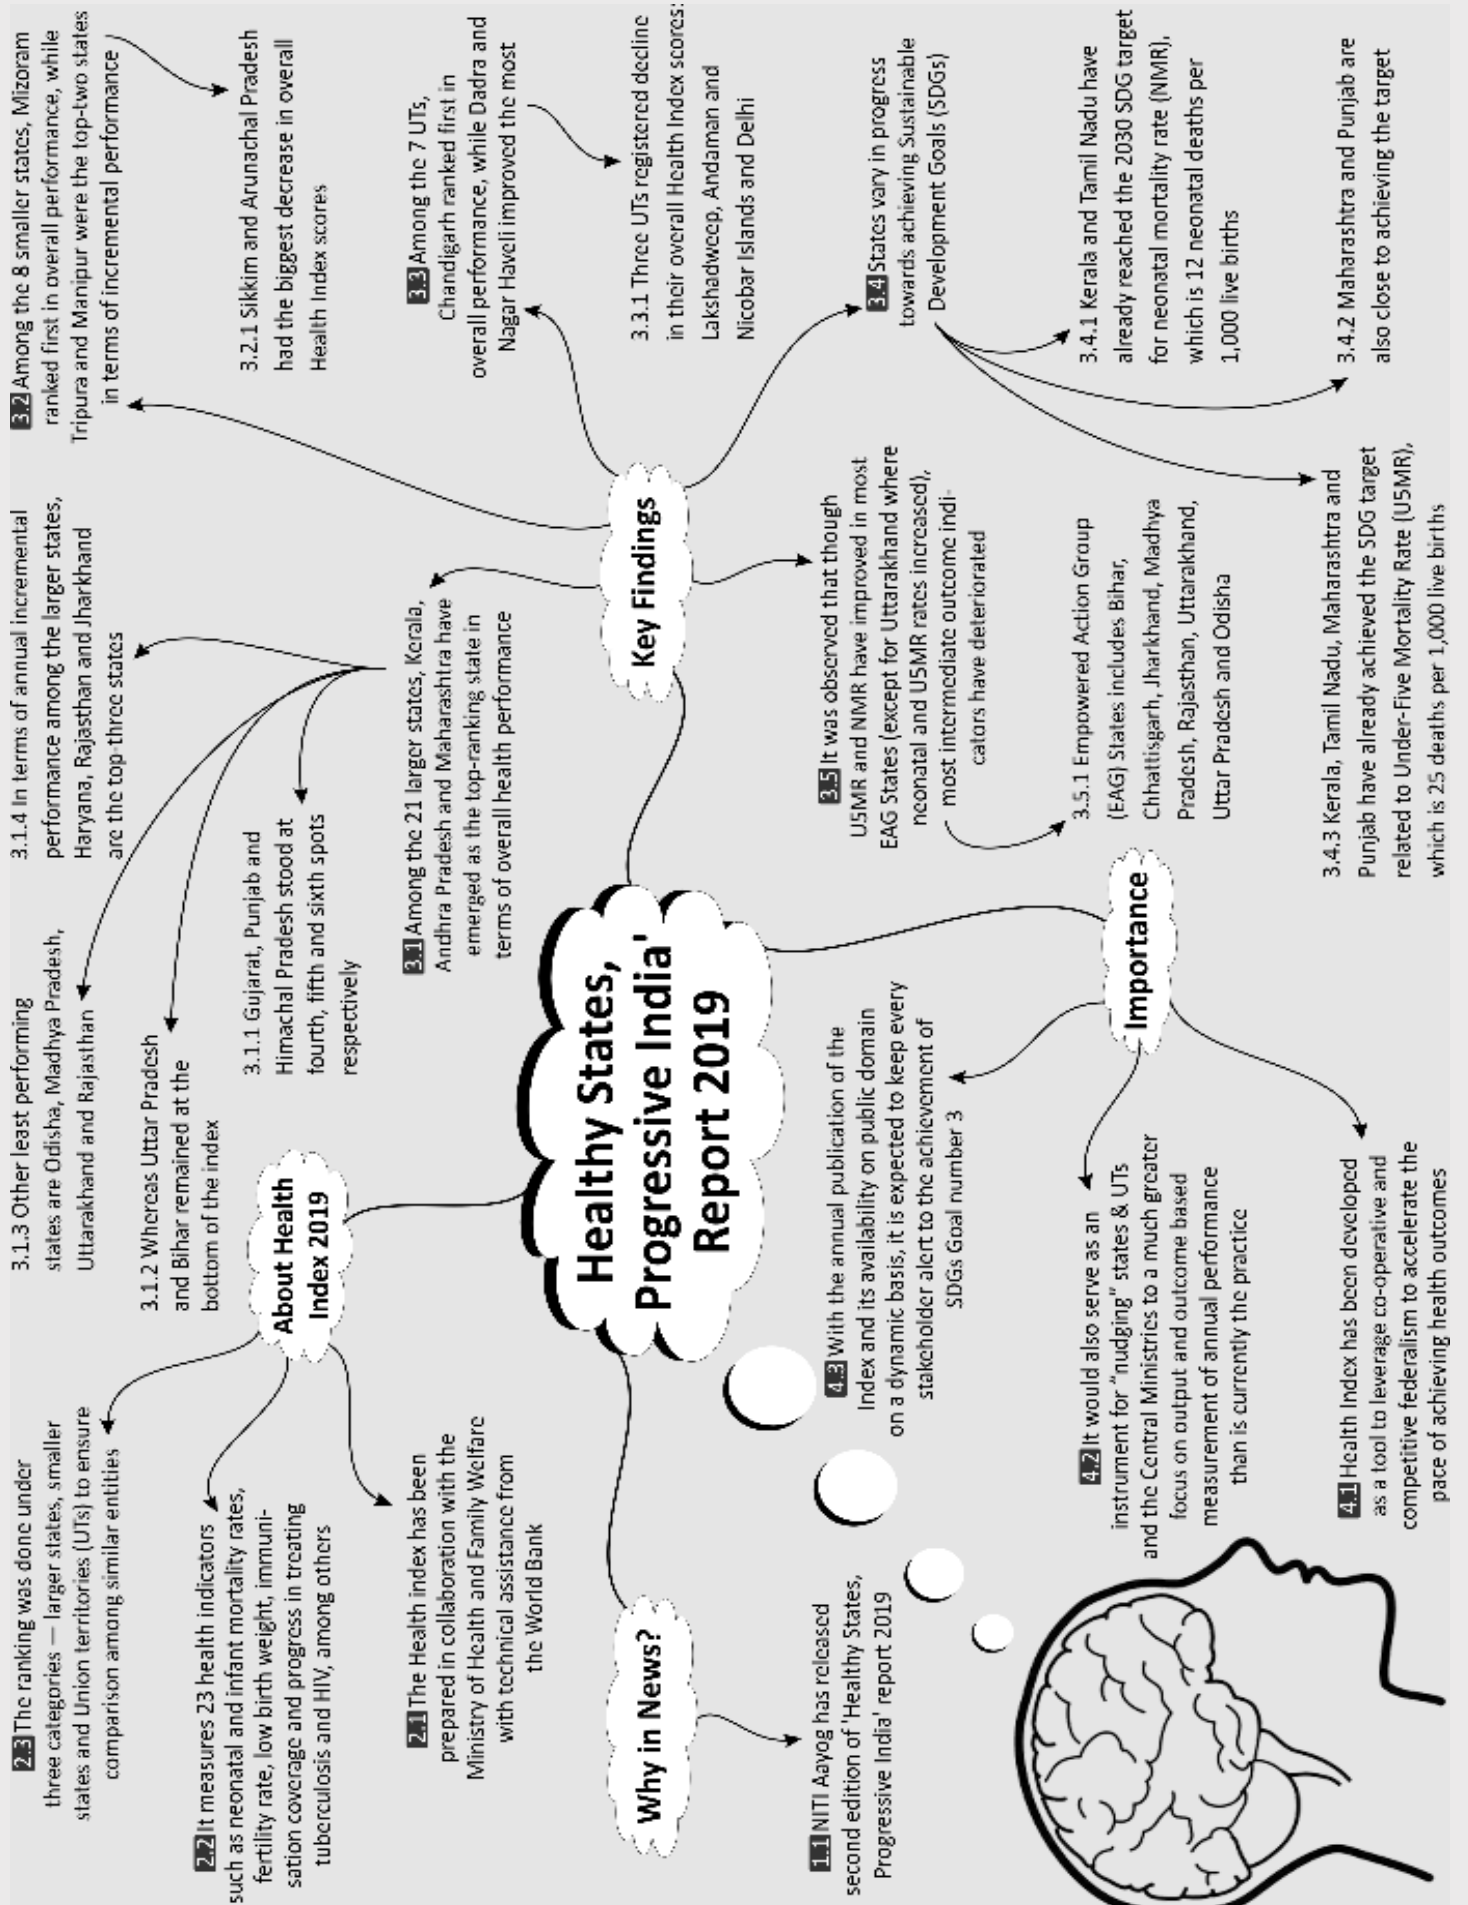 Healthy States,
Progressive India'
Report 2019
Why in News?
1.1 NITI Aayog has released
second edition of 'Healthy States,
Progressive India' report 2019
About Health
Index 2019
2.1 The Health index has been
prepared in collaboration with the
Ministry of Health and Family Welfare
with technical assistance from
the World Bank
2.2 It measures 23 health indicators
such as neonatal and infant mortality rates,
fertility rate, low birth weight, immuni-
sation coverage and progress in treating
tuberculosis and HIV, among others
2.3 The ranking was done under
three categories — larger states, smaller
states and Union territories (UTs) to ensure
comparison among similar entities
Key Findings
3.1 Among the 21 larger states, Kerala,
Andhra Pradesh and Maharashtra have
emerged as the top-ranking state in
terms of overall health performance
3.1.1 Gujarat, Punjab and
Himachal Pradesh stood at
fourth, fifth and sixth spots
respectively
3.1.2 Whereas Uttar Pradesh
and Bihar remained at the
bottom of the index
3.1.3 Other least performing
states are Odisha, Madhya Pradesh,
Uttarakhand and Rajasthan
3.1.4 In terms of annual incremental
performance among the larger states,
Haryana, Rajasthan and Jharkhand
are the top-three states
3.2 Among the 8 smaller states, Mizoram
ranked first in overall performance, while
Tripura and Manipur were the top-two states
in terms of incremental performance
3.2.1 Sikkim and Arunachal Pradesh
had the biggest decrease in overall
Health Index scores
3.3 Among the 7 UTs,
Chandigarh ranked first in
overall performance, while Dadra and
Nagar Haveli improved the most
3.3.1 Three UTs registered decline
in their overall Health Index scores:
Lakshadweep, Andaman and
Nicobar Islands and Delhi
3.4 States vary in progress
towards achieving Sustainable
Development Goals (SDGs)
3.4.1 Kerala and Tamil Nadu have
already reached the 2030 SDG target
for neonatal mortality rate (NMR),
which is 12 neonatal deaths per
1,000 live births
3.4.2 Maharashtra and Punjab are
also close to achieving the target
3.4.3 Kerala, Tamil Nadu, Maharashtra and
Punjab have already achieved the SDG target
related to Under-Five Mortality Rate (U5MR),
which is 25 deaths per 1,000 live births
3.5 It was observed that though
U5MR and NMR have improved in most
EAG States (except for Uttarakhand where
neonatal and U5MR rates increased),
most intermediate outcome indi-
cators have deteriorated
3.5.1 Empowered Action Group
(EAG) States includes Bihar,
Chhattisgarh, Jharkhand, Madhya
Pradesh, Rajasthan, Uttarakhand,
Uttar Pradesh and Odisha
Importance
4.1 Health Index has been developed
as a tool to leverage co-operative and
competitive federalism to accelerate the
pace of achieving health outcomes
4.2 It would also serve as an
instrument for "nudging" states & UTs
and the Central Ministries to a much greater
focus on output and outcome based
measurement of annual performance
than is currently the practice
4.3 With the annual publication of the
Index and its availability on public domain
on a dynamic basis, it is expected to keep every
stakeholder alert to the achievement of
SDGs Goal number 3